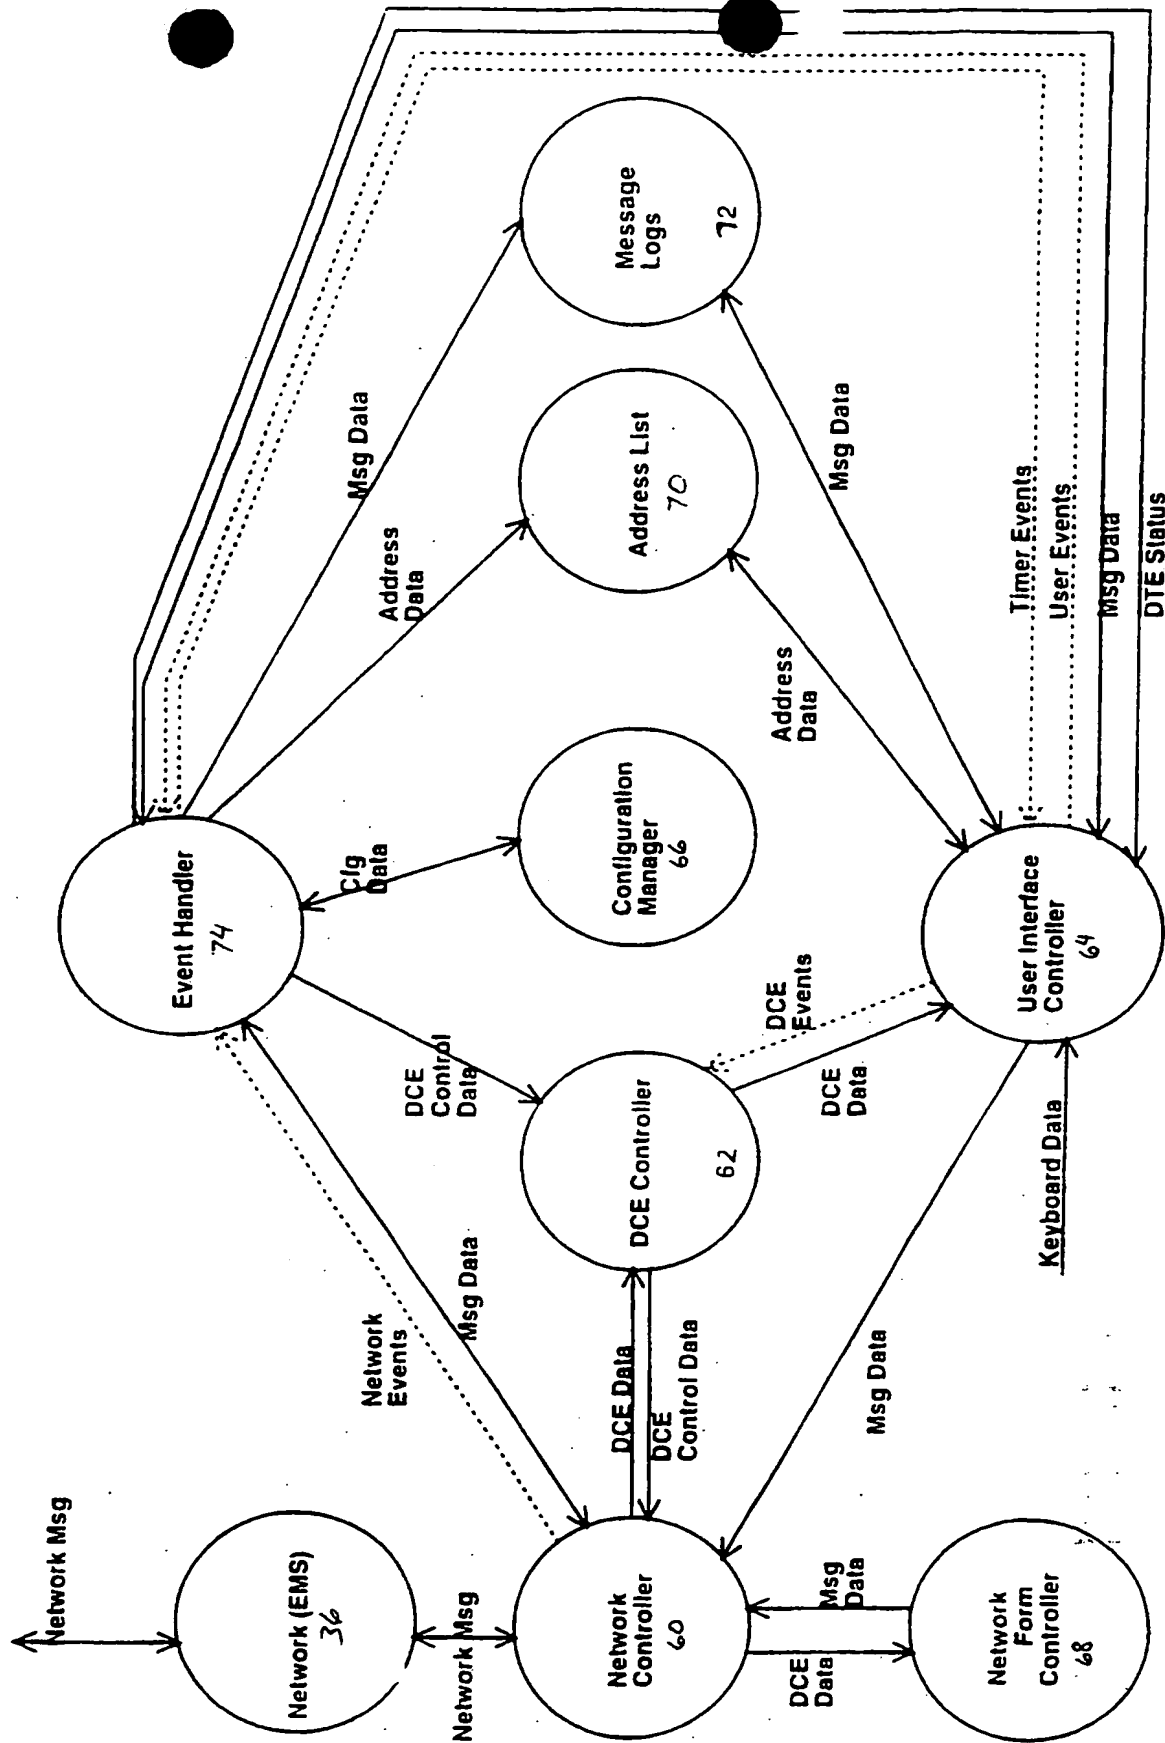 Network Msg
Network (EMS)
36
Network Msg
Network
Controller
60
DCE
Data
Msg
Data
Network
Form
Controller
68
Network
Events
Msg Data
DCE Data
DCE
Control Data
Msg Data
Event Handler
74
DCE
Control
Data
DCE Controller
62
DCE
Events
DCE
Data
Keyboard Data
User Interface
Controller
64
Cfg
Data
Configuration
Manager
66
Address
Data
Msg Data
Address List
70
Address
Data
Msg Data
Message
Logs
72
Timer Events
User Events
Msg Data
DTE Status